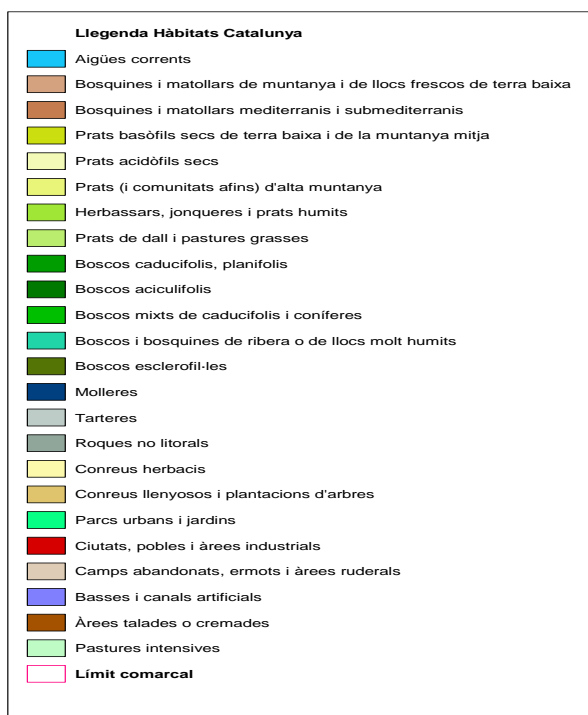 Llegenda Hàbitats Catalunya
Aigües corrents
Bosquines i matollars de muntanya i de llocs frescos de terra baixa
Bosquines i matollars mediterranis i submediterranis
Prats basòfils secs de terra baixa i de la muntanya mitja
Prats acidòfils secs
Prats (i comunitats afins) d'alta muntanya
Herbassars, jonqueres i prats humits
Prats de dall i pastures grasses
Boscos caducifolis, planifolis
Boscos aciculifolis
Boscos mixts de caducifolis i coníferes
Boscos i bosquines de ribera o de llocs molt humits
Boscos esclerofil·les
Molleres
Tarteres
Roques no litorals
Conreus herbacis
Conreus llenyosos i plantacions d'arbres
Parcs urbans i jardins
Ciutats, pobles i àrees industrials
Camps abandonats, ermots i àrees ruderals
Basses i canals artificials
Àrees talades o cremades
Pastures intensives
Límit comarcal